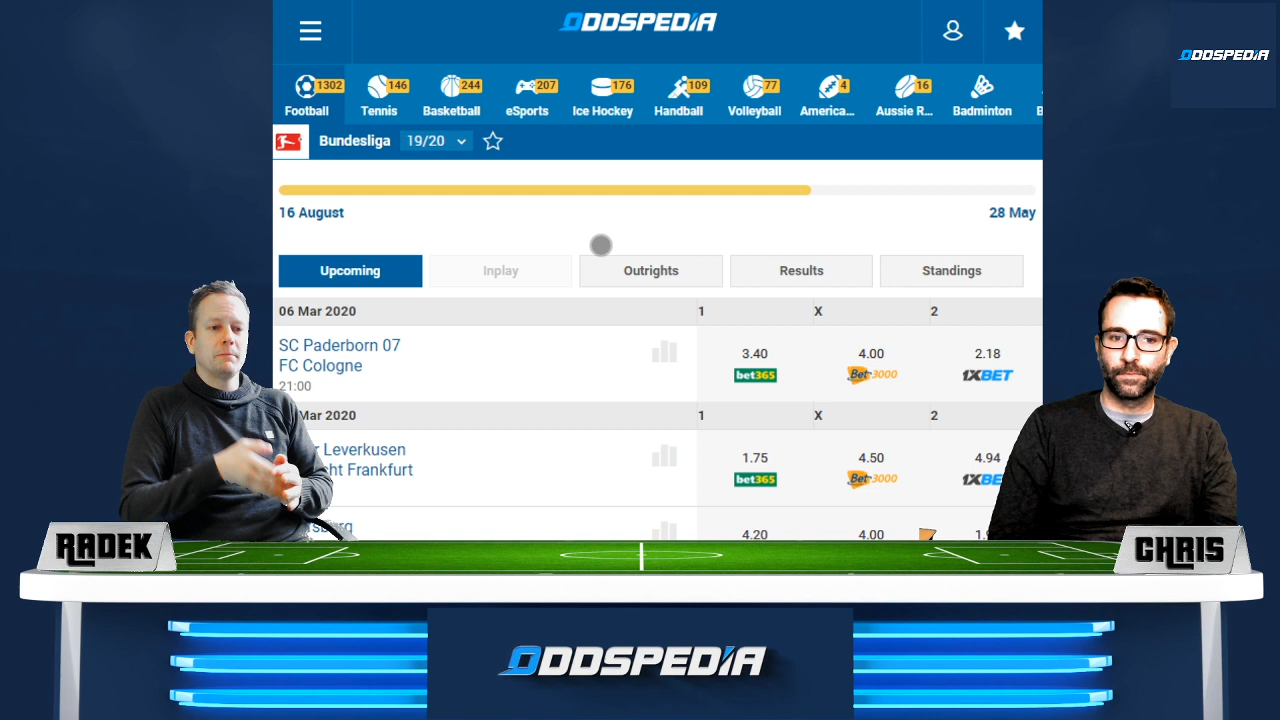 ODDSPEDIA
ODDSPEDIA
1302 146 244 207 176 109 77 4 16
Football Tennis Basketball eSports Ice Hockey Handball Volleyball America... Aussie R... Badminton B
Bundesliga 19/20
16 August 28 May
Upcoming Inplay Outrights Results Standings
06 Mar 2020 1 X 2
SC Paderborn 07
FC Cologne
21:00
3.40 4.00 2.18
bet365 Bet3000 1XBET
Mar 2020 1 X 2
r Leverkusen
cht Frankfurt
1.75 4.50 4.94
bet365 Bet3000 1XBE
4.20 4.00 1.
RADEK
CHRIS
ODDSPEDIA